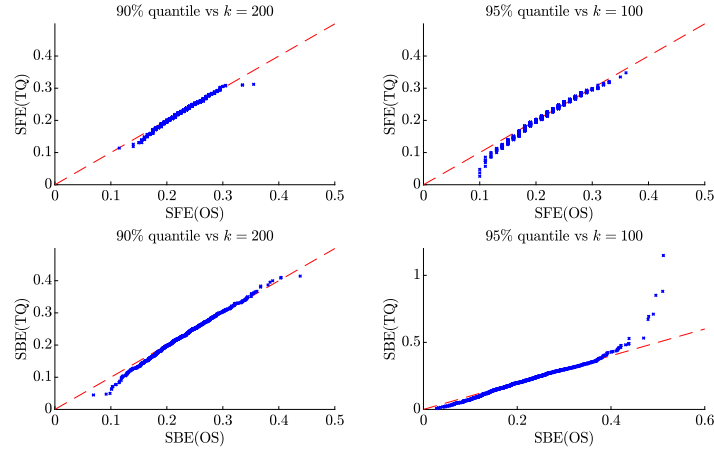 90% quantile vs k = 200
95% quantile vs k = 100
SFE(TQ)
0.4
0.3
0.2
0.1
0
0 0.1 0.2 0.3 0.4 0.5
SFE(OS)
SFE(TQ)
0.4
0.3
0.2
0.1
0
0 0.1 0.2 0.3 0.4 0.5
SFE(OS)
90% quantile vs k = 200
95% quantile vs k = 100
SBE(TQ)
0.4
0.3
0.2
0.1
0
0 0.1 0.2 0.3 0.4 0.5
SBE(OS)
SBE(TQ)
1
0.5
0
0 0.2 0.4 0.6
SBE(OS)